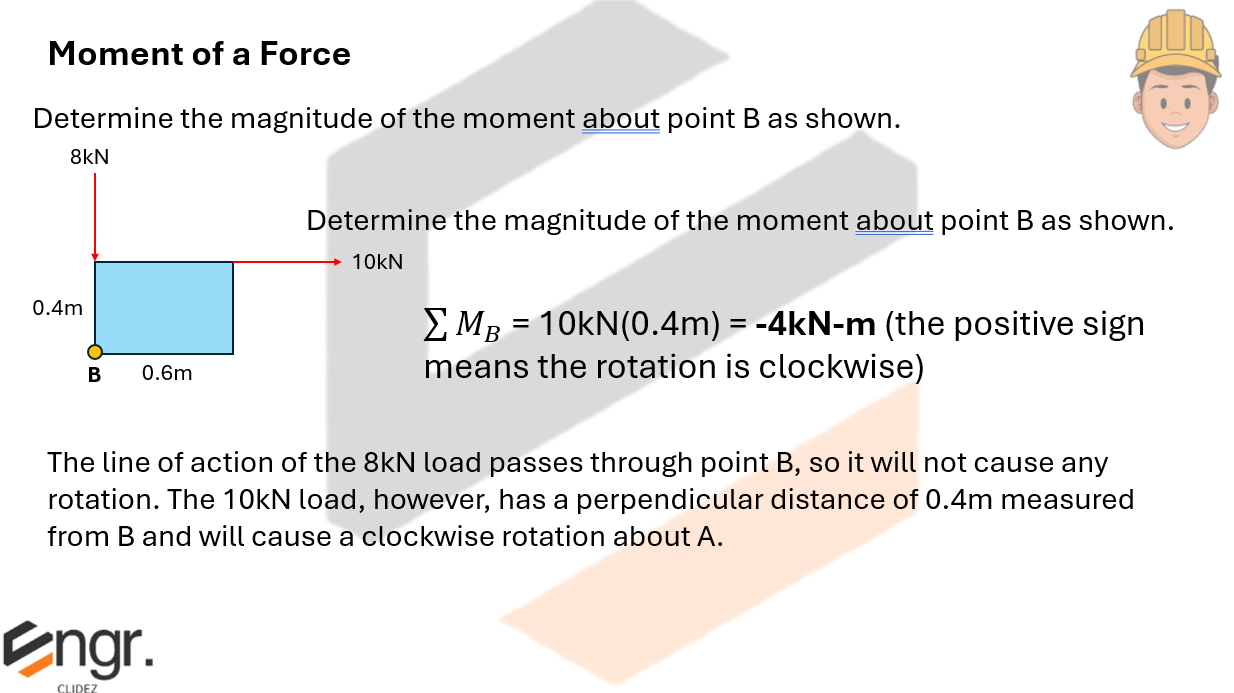 Moment of a Force
Determine the magnitude of the moment about point B as shown.
8kN
Determine the magnitude of the moment about point B as shown.
10kN
0.4m
∑ M_B = 10kN(0.4m) = -4kN-m (the positive sign
means the rotation is clockwise)
B
0.6m
The line of action of the 8kN load passes through point B, so it will not cause any
rotation. The 10kN load, however, has a perpendicular distance of 0.4m measured
from B and will cause a clockwise rotation about A.
Engr.
CLIDEZ